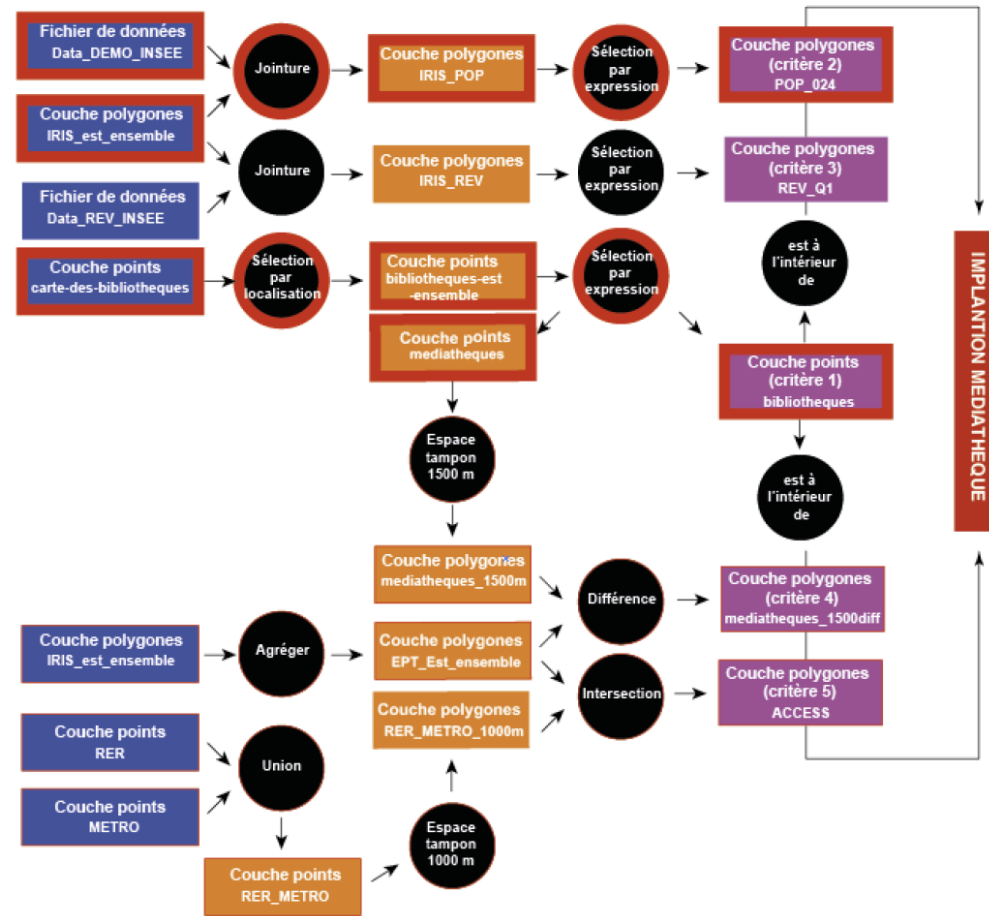 Fichier de données
Data_DEMO_INSEE
Jointure
Couche polygones
IRIS_POP
Sélection
par
expression
Couche polygones
(critère 2)
POP_024
Couche polygones
IRIS_est_ensemble
Jointure
Couche polygones
IRIS_REV
Sélection
par
expression
Couche polygones
(critère 3)
REV_Q1
Fichier de données
Data_REV_INSEE
Couche points
carte-des-bibliotheques
Sélection
par
localisation
Couche points
bibliotheques-est
-ensemble
Sélection
par
expression
est à
l'intérieur
de
Couche points
mediatheques
Couche points
(critère 1)
bibliotheques
IMPLANTION MEDIATHEQUE
Espace
tampon
1500 m
est à
l'intérieur
de
Couche polygones
mediatheques_1500m
Différence
Couche polygones
(critère 4)
mediatheques_1500diff
Couche polygones
IRIS_est_ensemble
Agréger
Couche polygones
EPT_Est_ensemble
Intersection
Couche polygones
(critère 5)
ACCESS
Couche polygones
RER_METRO_1000m
Couche points
RER
Union
Couche points
METRO
Espace
tampon
1000 m
Couche points
RER_METRO